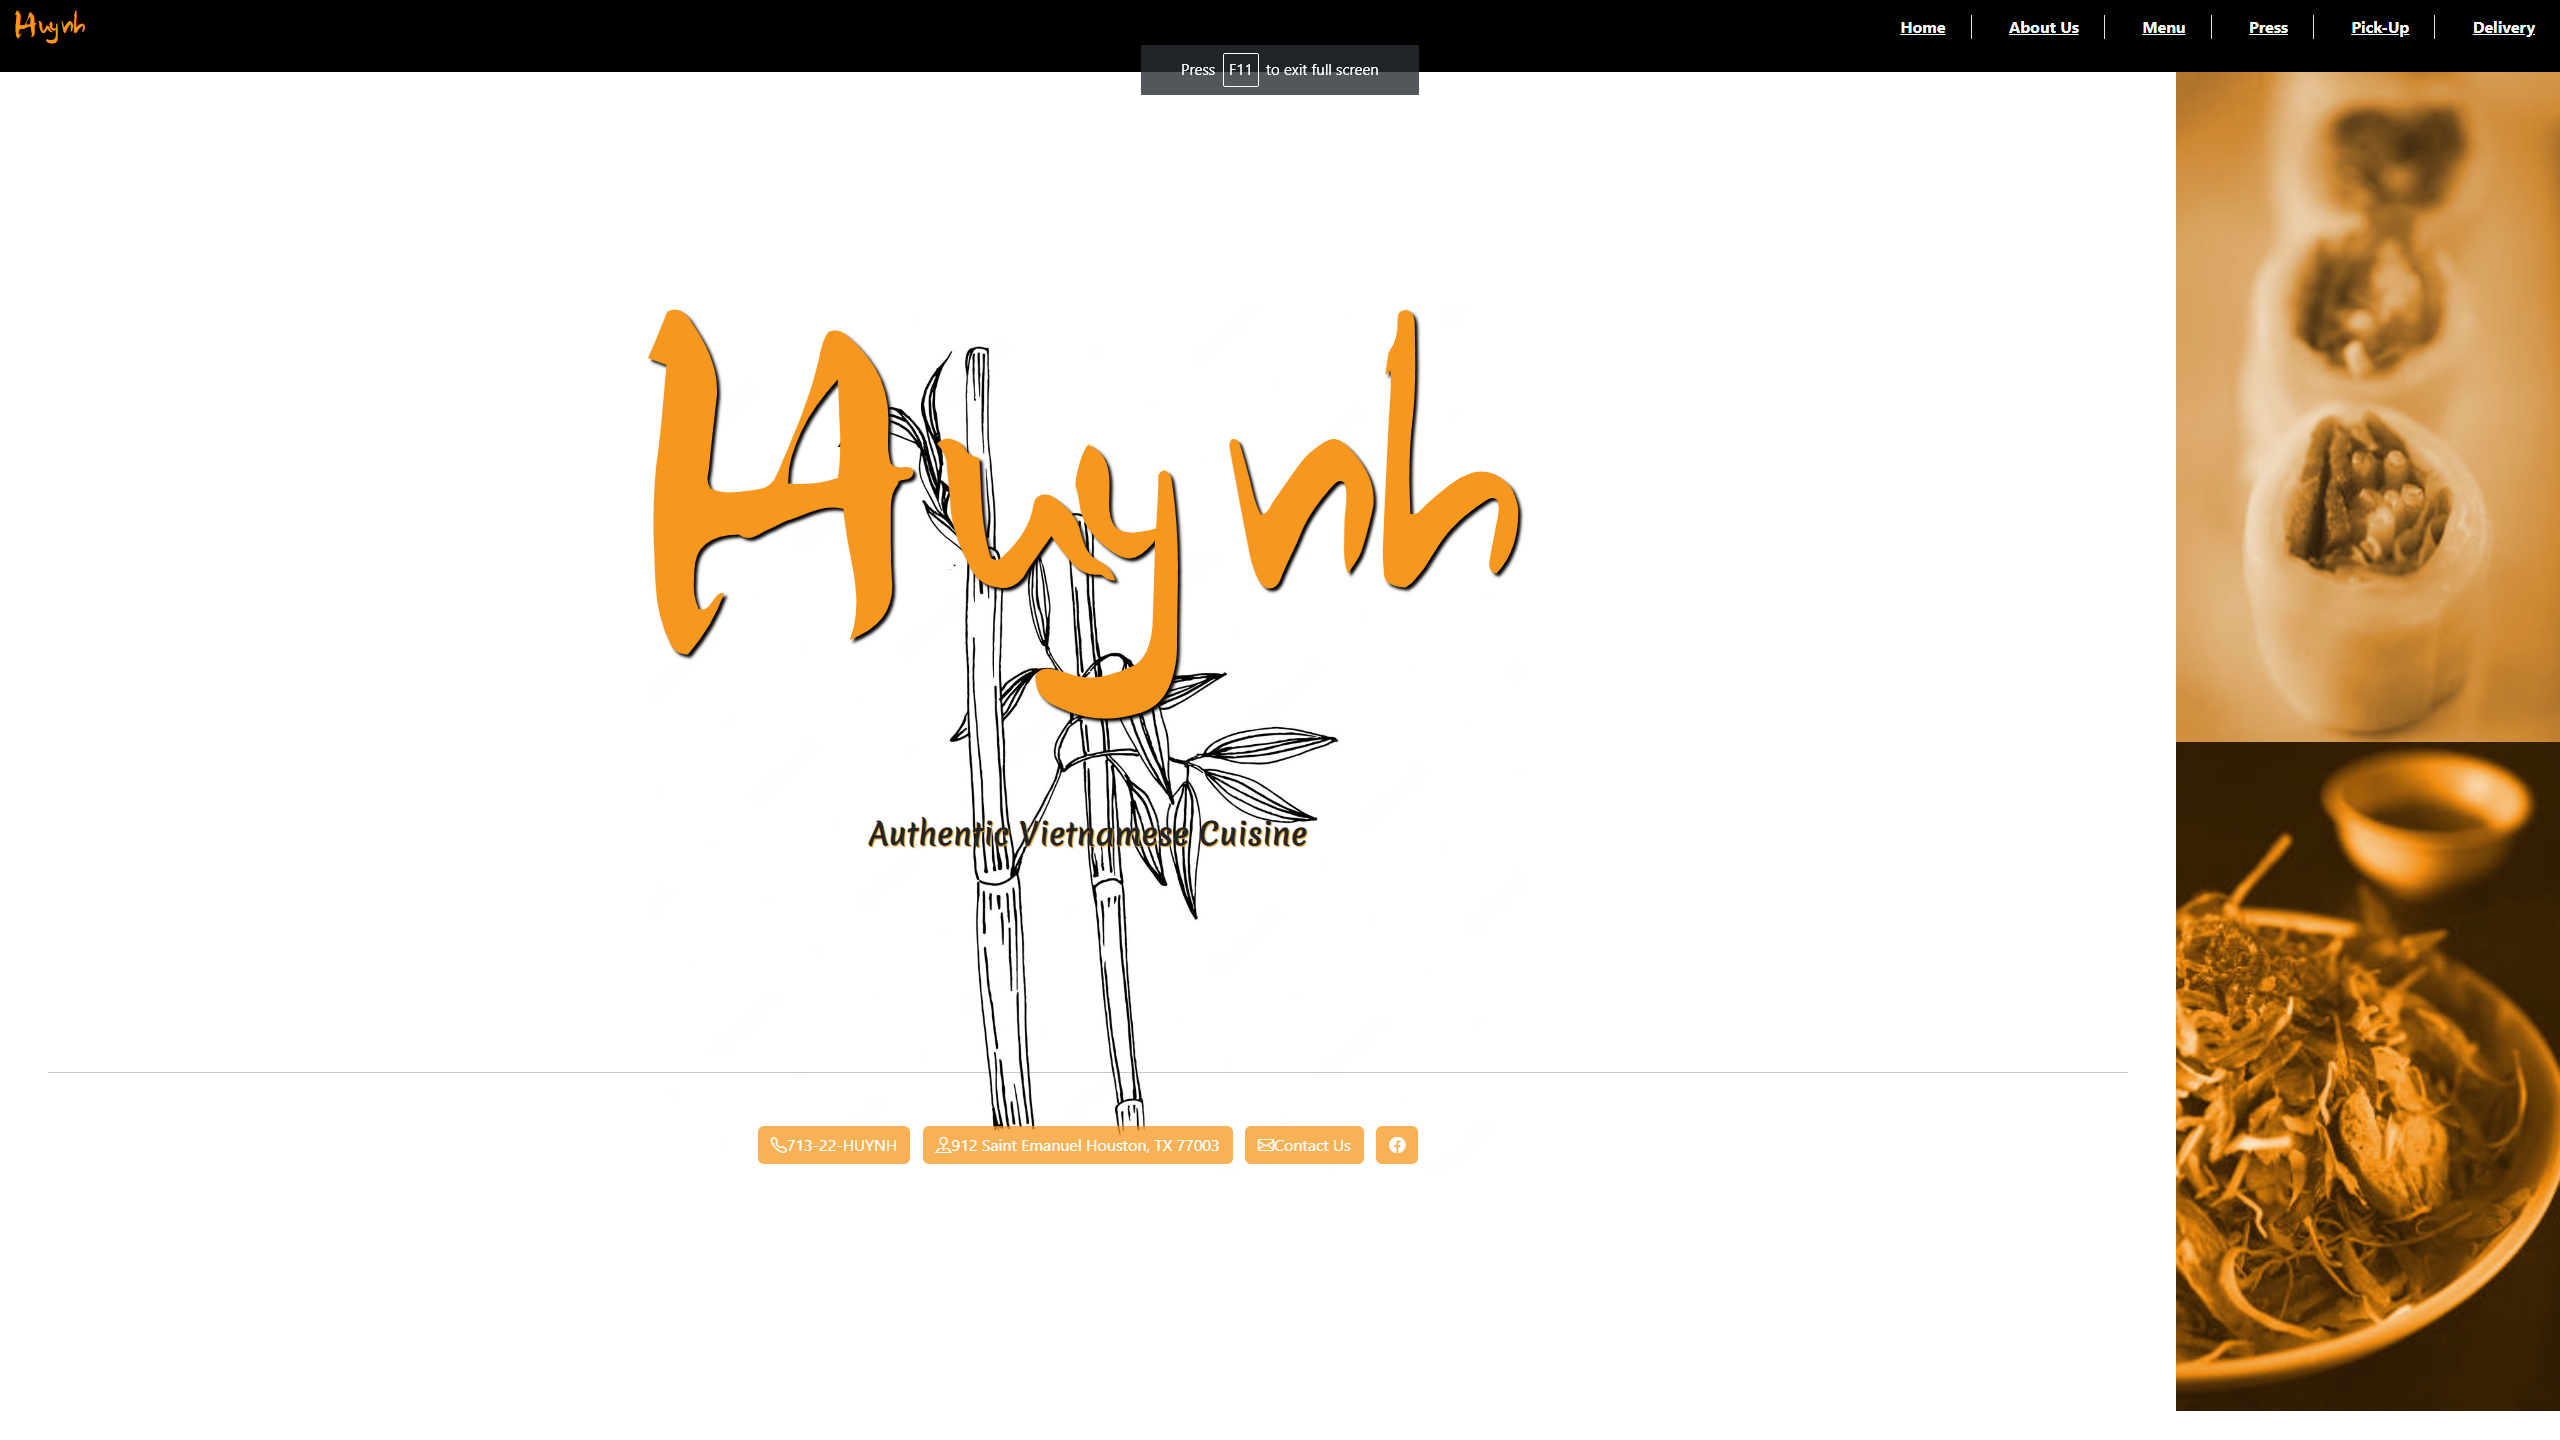 Huynh
Home
About Us
Menu
Press
Pick-Up
Delivery
Press F11 to exit full screen
Huynh
Authentic Vietnamese Cuisine
713-22-HUYNH
912 Saint Emanuel Houston, TX 77003
Contact Us